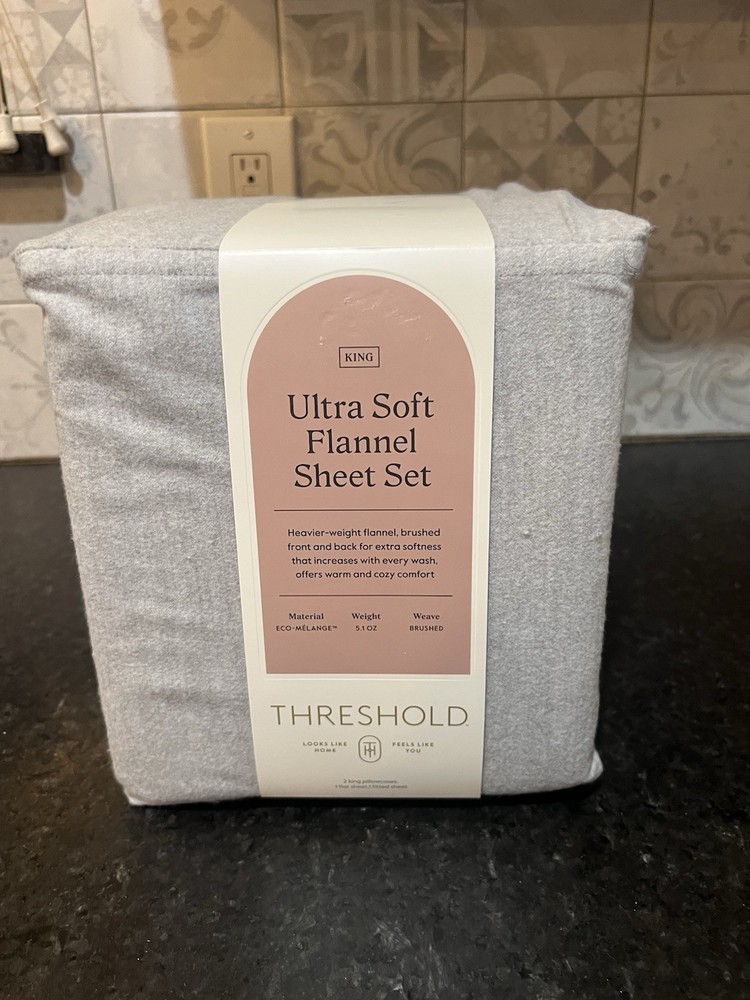 KING
Ultra Soft
Flannel
Sheet Set
Heavier-weight flannel, brushed
front and back for extra softness
that increases with every wash,
offers warm and cozy comfort
Material Weight Weave
ECO-MÉLANGE™ 5.1 OZ BRUSHED
THRESHOLD™
LOOKS LIKE HOME
TH
FEELS LIKE YOU
2 king pillowcases
1 flat sheet 1 fitted sheet